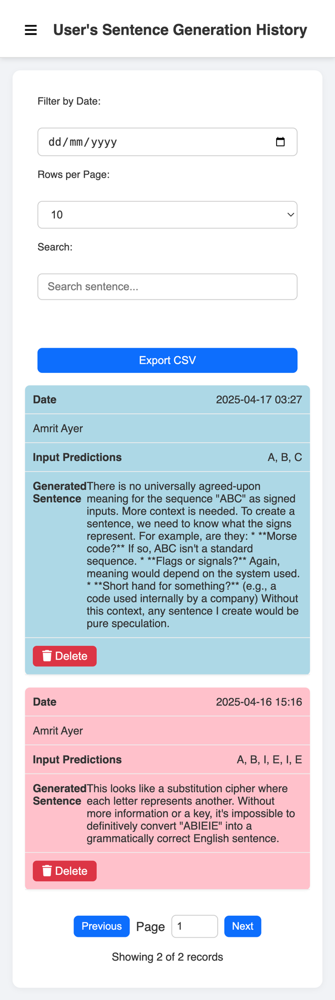 User's Sentence Generation History
Filter by Date:
dd/mm/yyyy
Rows per Page:
10
Search:
Search sentence...
Export CSV
Date 2025-04-17 03:27
Amrit Ayer
Input Predictions A, B, C
Generated Sentence
There is no universally agreed-upon
meaning for the sequence "ABC" as signed
inputs. More context is needed. To create a
sentence, we need to know what the signs
represent. For example, are they: * **Morse
code?** If so, ABC isn't a standard
sequence. * **Flags or signals?** Again,
meaning would depend on the system used.
* **Short hand for something?** (e.g., a
code used internally by a company) Without
this context, any sentence I create would be
pure speculation.
Delete
Date 2025-04-16 15:16
Amrit Ayer
Input Predictions A, B, I, E, I, E
Generated Sentence
This looks like a substitution cipher where
each letter represents another. Without
more information or a key, it's impossible to
definitively convert "ABIEIE" into a
grammatically correct English sentence.
Delete
Previous Page 1 Next
Showing 2 of 2 records